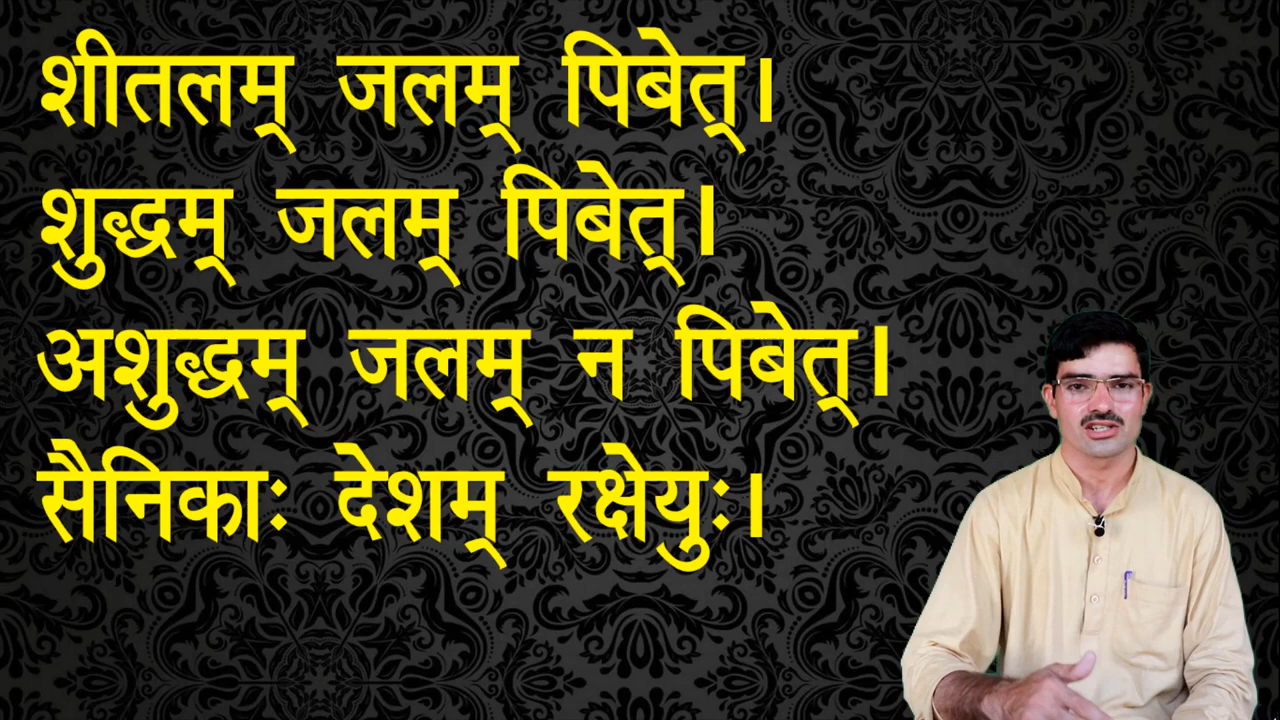 शीतलम् जलम् पिबेत्।
शुद्धम् जलम् पिबेत्।
अशुद्धम् जलम् न पिबेत्।
सैनिकाः देशम् रक्षेयुः।